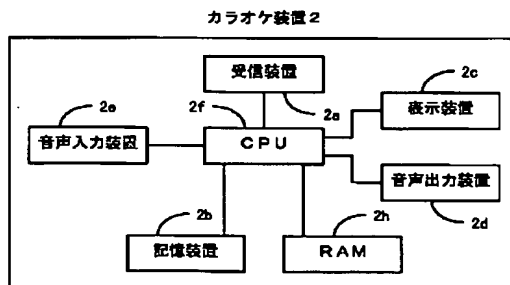 カラオケ装置2
受信装置
2a
2c
表示装置
2e
2f
音声入力装置
CPU
音声出力装置
2d
2b
2h
記憶装置
RAM